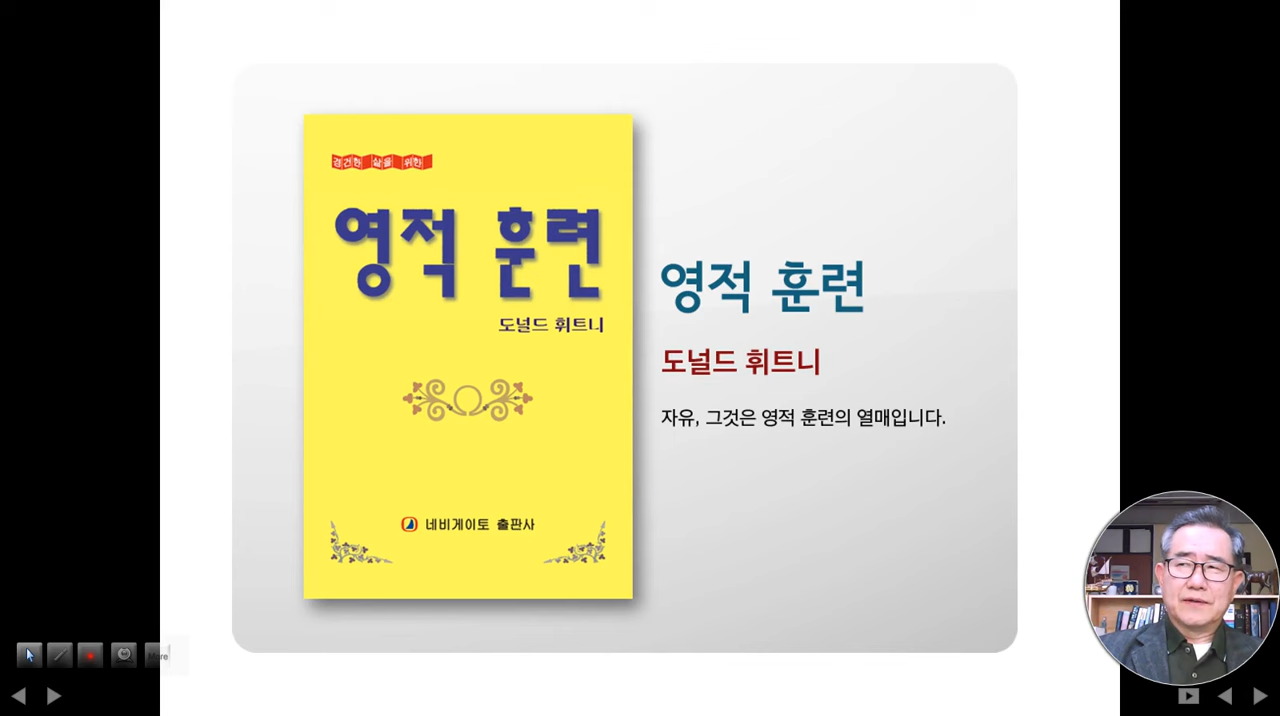 경건한 삶을 위한
영적 훈련
도널드 휘트니
네비게이토 출판사
영적 훈련
도널드 휘트니
자유, 그것은 영적 훈련의 열매입니다.
More